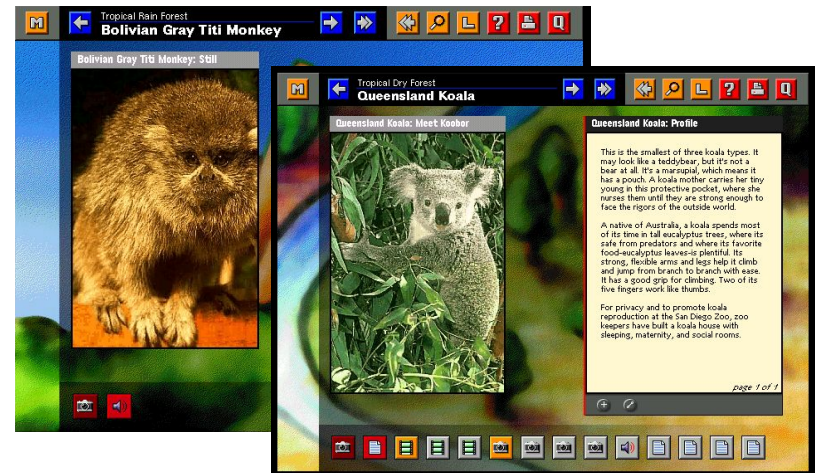 M
Tropical Rain Forest
Bolivian Gray Titi Monkey
L
?
Q
Bolivian Gray Titi Monkey: Still
M
Tropical Dry Forest
Queensland Koala
L
?
Q
Queensland Koala: Meet Koobor
Queensland Koala: Profile
This is the smallest of three koala types. It
may look like a teddybear, but it's not a
bear at all. It's a marsupial, which means it
has a pouch. A koala mother carries her tiny
young in this protective pocket, where she
nurses them until they are strong enough to
face the rigors of the outside world.
A native of Australia, a koala spends most
of its time in tall eucalyptus trees, where its
safe from predators and where its favorite
food-eucalyptus leaves-is plentiful. Its
strong, flexible arms and legs help it climb
and jump from branch to branch with ease.
It has a good grip for climbing. Two of its
five fingers work like thumbs.
For privacy and to promote koala
reproduction at the San Diego Zoo, zoo
keepers have built a koala house with
sleeping, maternity, and social rooms.
page 1 of 1